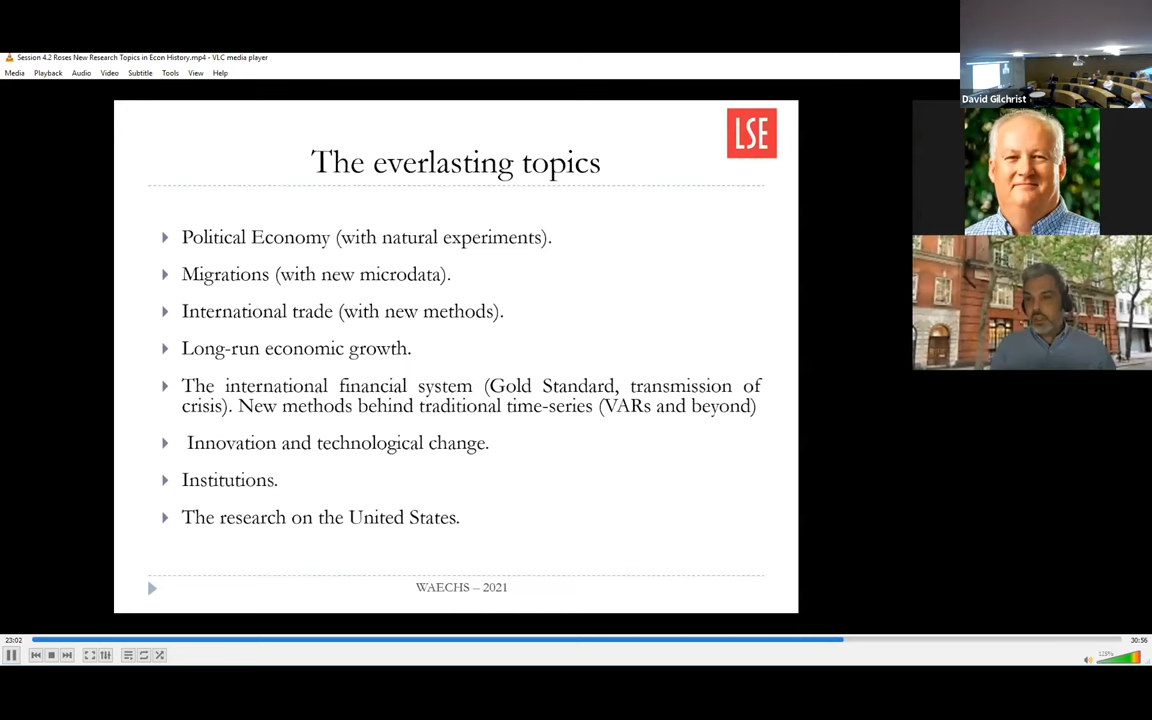 Session 4.2 Roses New Research Topics in Econ History.mp4 - VLC media player
Media Playback Audio Video Subtitle Tools View Help
David Gilchrist
LSE
The everlasting topics
Political Economy (with natural experiments).
Migrations (with new microdata).
International trade (with new methods).
Long-run economic growth.
The international financial system (Gold Standard, transmission of
crisis). New methods behind traditional time-series (VARs and beyond)
Innovation and technological change.
Institutions.
The research on the United States.
WAECHS – 2021
23:02
30:56